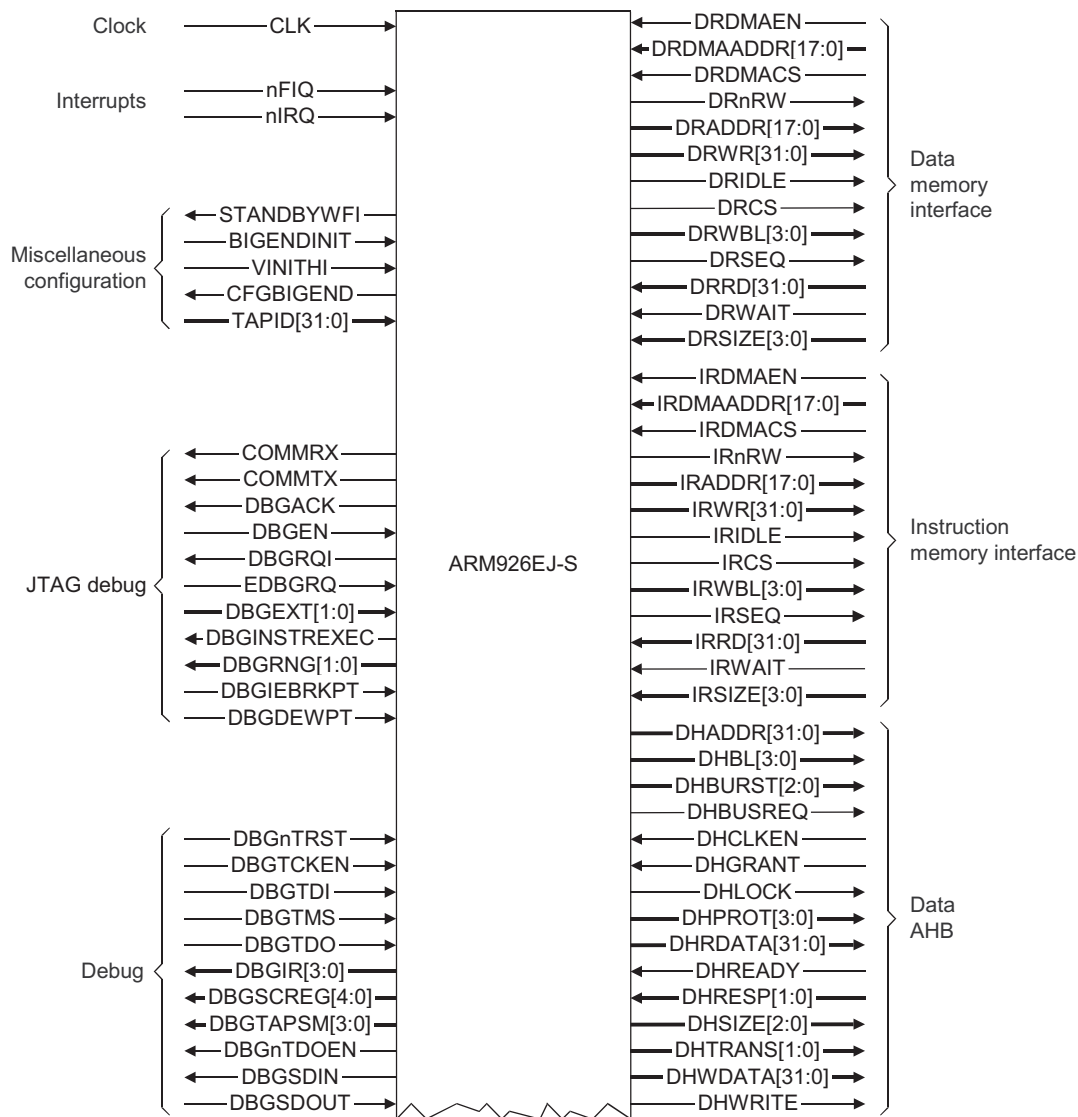 Clock
CLK
Interrupts
nFIQ
nIRQ
Miscellaneous
configuration
STANDBYWFI
BIGENDINIT
VINITHI
CFGBIGEND
TAPID[31:0]
JTAG debug
COMMRX
COMMTX
DBGACK
DBGEN
DBGRQI
EDBGRQ
DBGEXT[1:0]
DBGINSTREXEC
DBGRNG[1:0]
DBGIEBRKPT
DBGDEWPT
Debug
DBGnTRST
DBGTCKEN
DBGTDI
DBGTMS
DBGTDO
DBGIR[3:0]
DBGSCREG[4:0]
DBGTAPSM[3:0]
DBGnTDOEN
DBGSDIN
DBGSDOUT
ARM926EJ-S
DRDMAEN
DRDMAADDR[17:0]
DRDMACS
DRnRW
DRADDR[17:0]
DRWR[31:0]
DRIDLE
DRCS
DRWBL[3:0]
DRSEQ
DRRD[31:0]
DRWAIT
DRSIZE[3:0]
Data
memory
interface
IRDMAEN
IRDMAADDR[17:0]
IRDMACS
IRnRW
IRADDR[17:0]
IRWR[31:0]
IRIDLE
IRCS
IRWBL[3:0]
IRSEQ
IRRD[31:0]
IRWAIT
IRSIZE[3:0]
Instruction
memory interface
DHADDR[31:0]
DHBL[3:0]
DHBURST[2:0]
DHBUSREQ
DHCLKEN
DHGRANT
DHLOCK
DHPROT[3:0]
DHRDATA[31:0]
DHREADY
DHRESP[1:0]
DHSIZE[2:0]
DHTRANS[1:0]
DHWDATA[31:0]
DHWRITE
Data
AHB